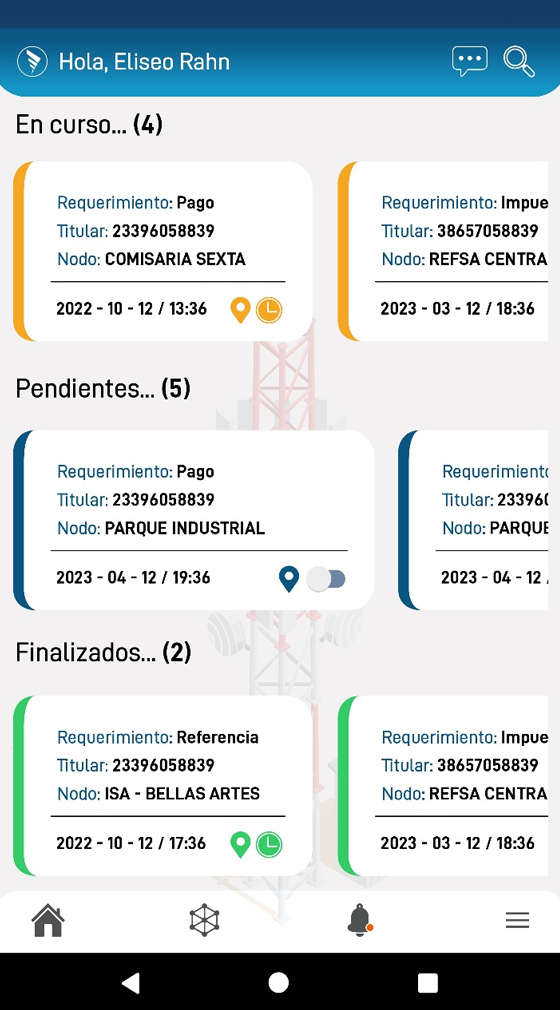 Hola, Eliseo Rahn
En curso... (4)
Requerimiento: Pago
Titular: 23396058839
Nodo: COMISARIA SEXTA
2022 - 10 - 12 / 13:36
Requerimiento: Impue
Titular: 38657058839
Nodo: REFSA CENTRA
2023 - 03 - 12 / 18:36
Pendientes... (5)
Requerimiento: Pago
Titular: 23396058839
Nodo: PARQUE INDUSTRIAL
2023 - 04 - 12 / 19:36
Requerimiento
Titular: 23396
Nodo: PARQUE
2023 - 04 - 12 /
Finalizados... (2)
Requerimiento: Referencia
Titular: 23396058839
Nodo: ISA - BELLAS ARTES
2022 - 10 - 12 / 17:36
Requerimiento: Impue
Titular: 38657058839
Nodo: REFSA CENTRA
2023 - 03 - 12 / 18:36